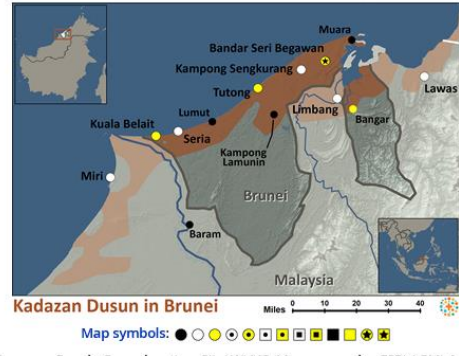 Muara
Bandar Seri Begawan
Kampong Sengkurang
Lawas
Tutong
Limbang
Lumut
Bangar
Kuala Belait
Seria
Kampong
Lamunin
Miri
Brunei
Baram
Malaysia
Kadazan Dusun in Brunei
Miles 0 10 20 30 40
Map symbols: